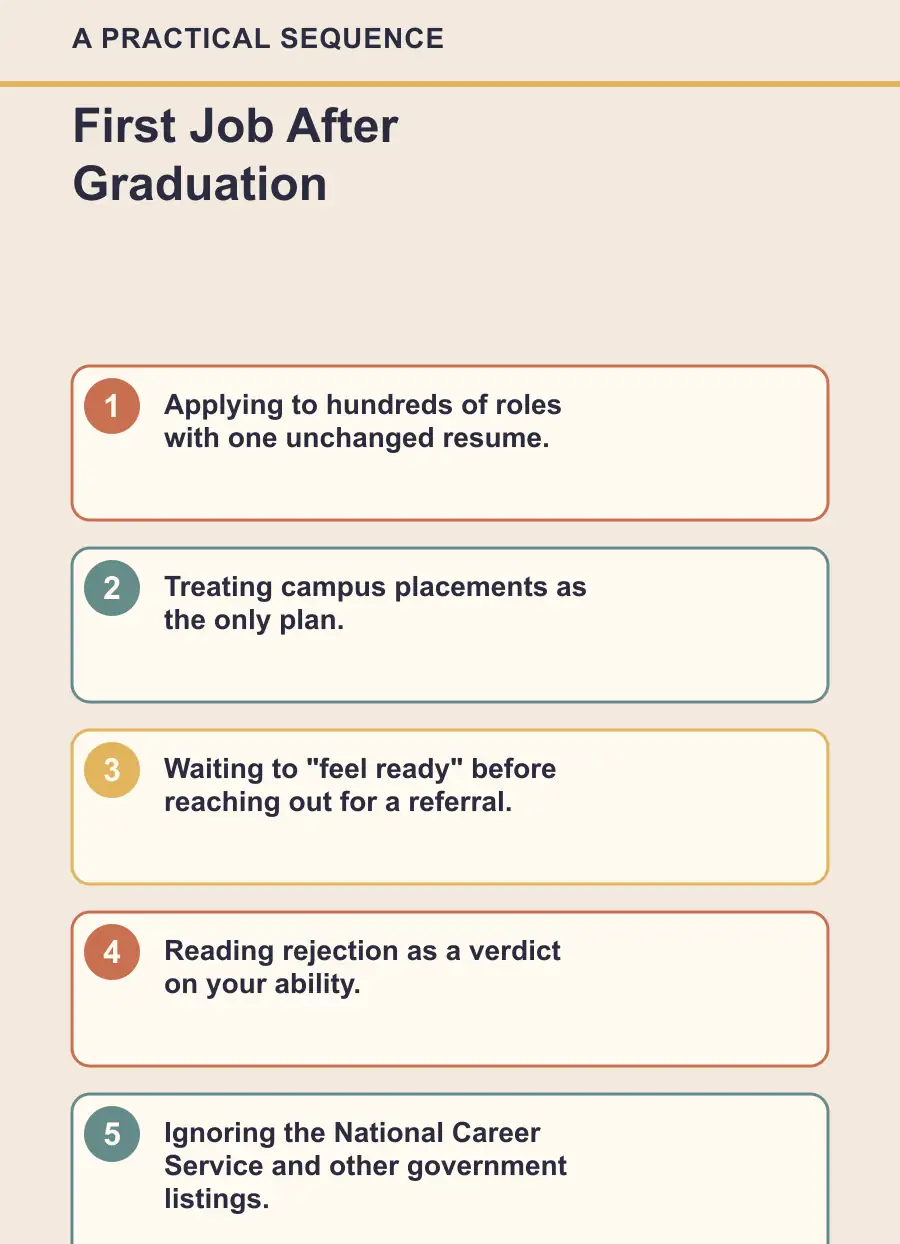 A PRACTICAL SEQUENCE
First Job After
Graduation
1
Applying to hundreds of roles
with one unchanged resume.
2
Treating campus placements as
the only plan.
3
Waiting to "feel ready" before
reaching out for a referral.
4
Reading rejection as a verdict
on your ability.
5
Ignoring the National Career
Service and other government
listings.